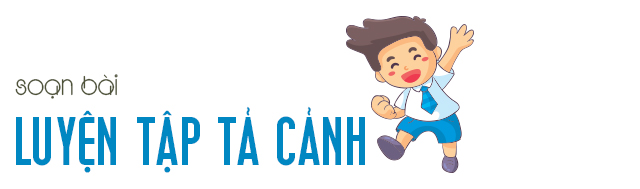 soạn bài
LUYỆN TẬP TẢ CẢNH